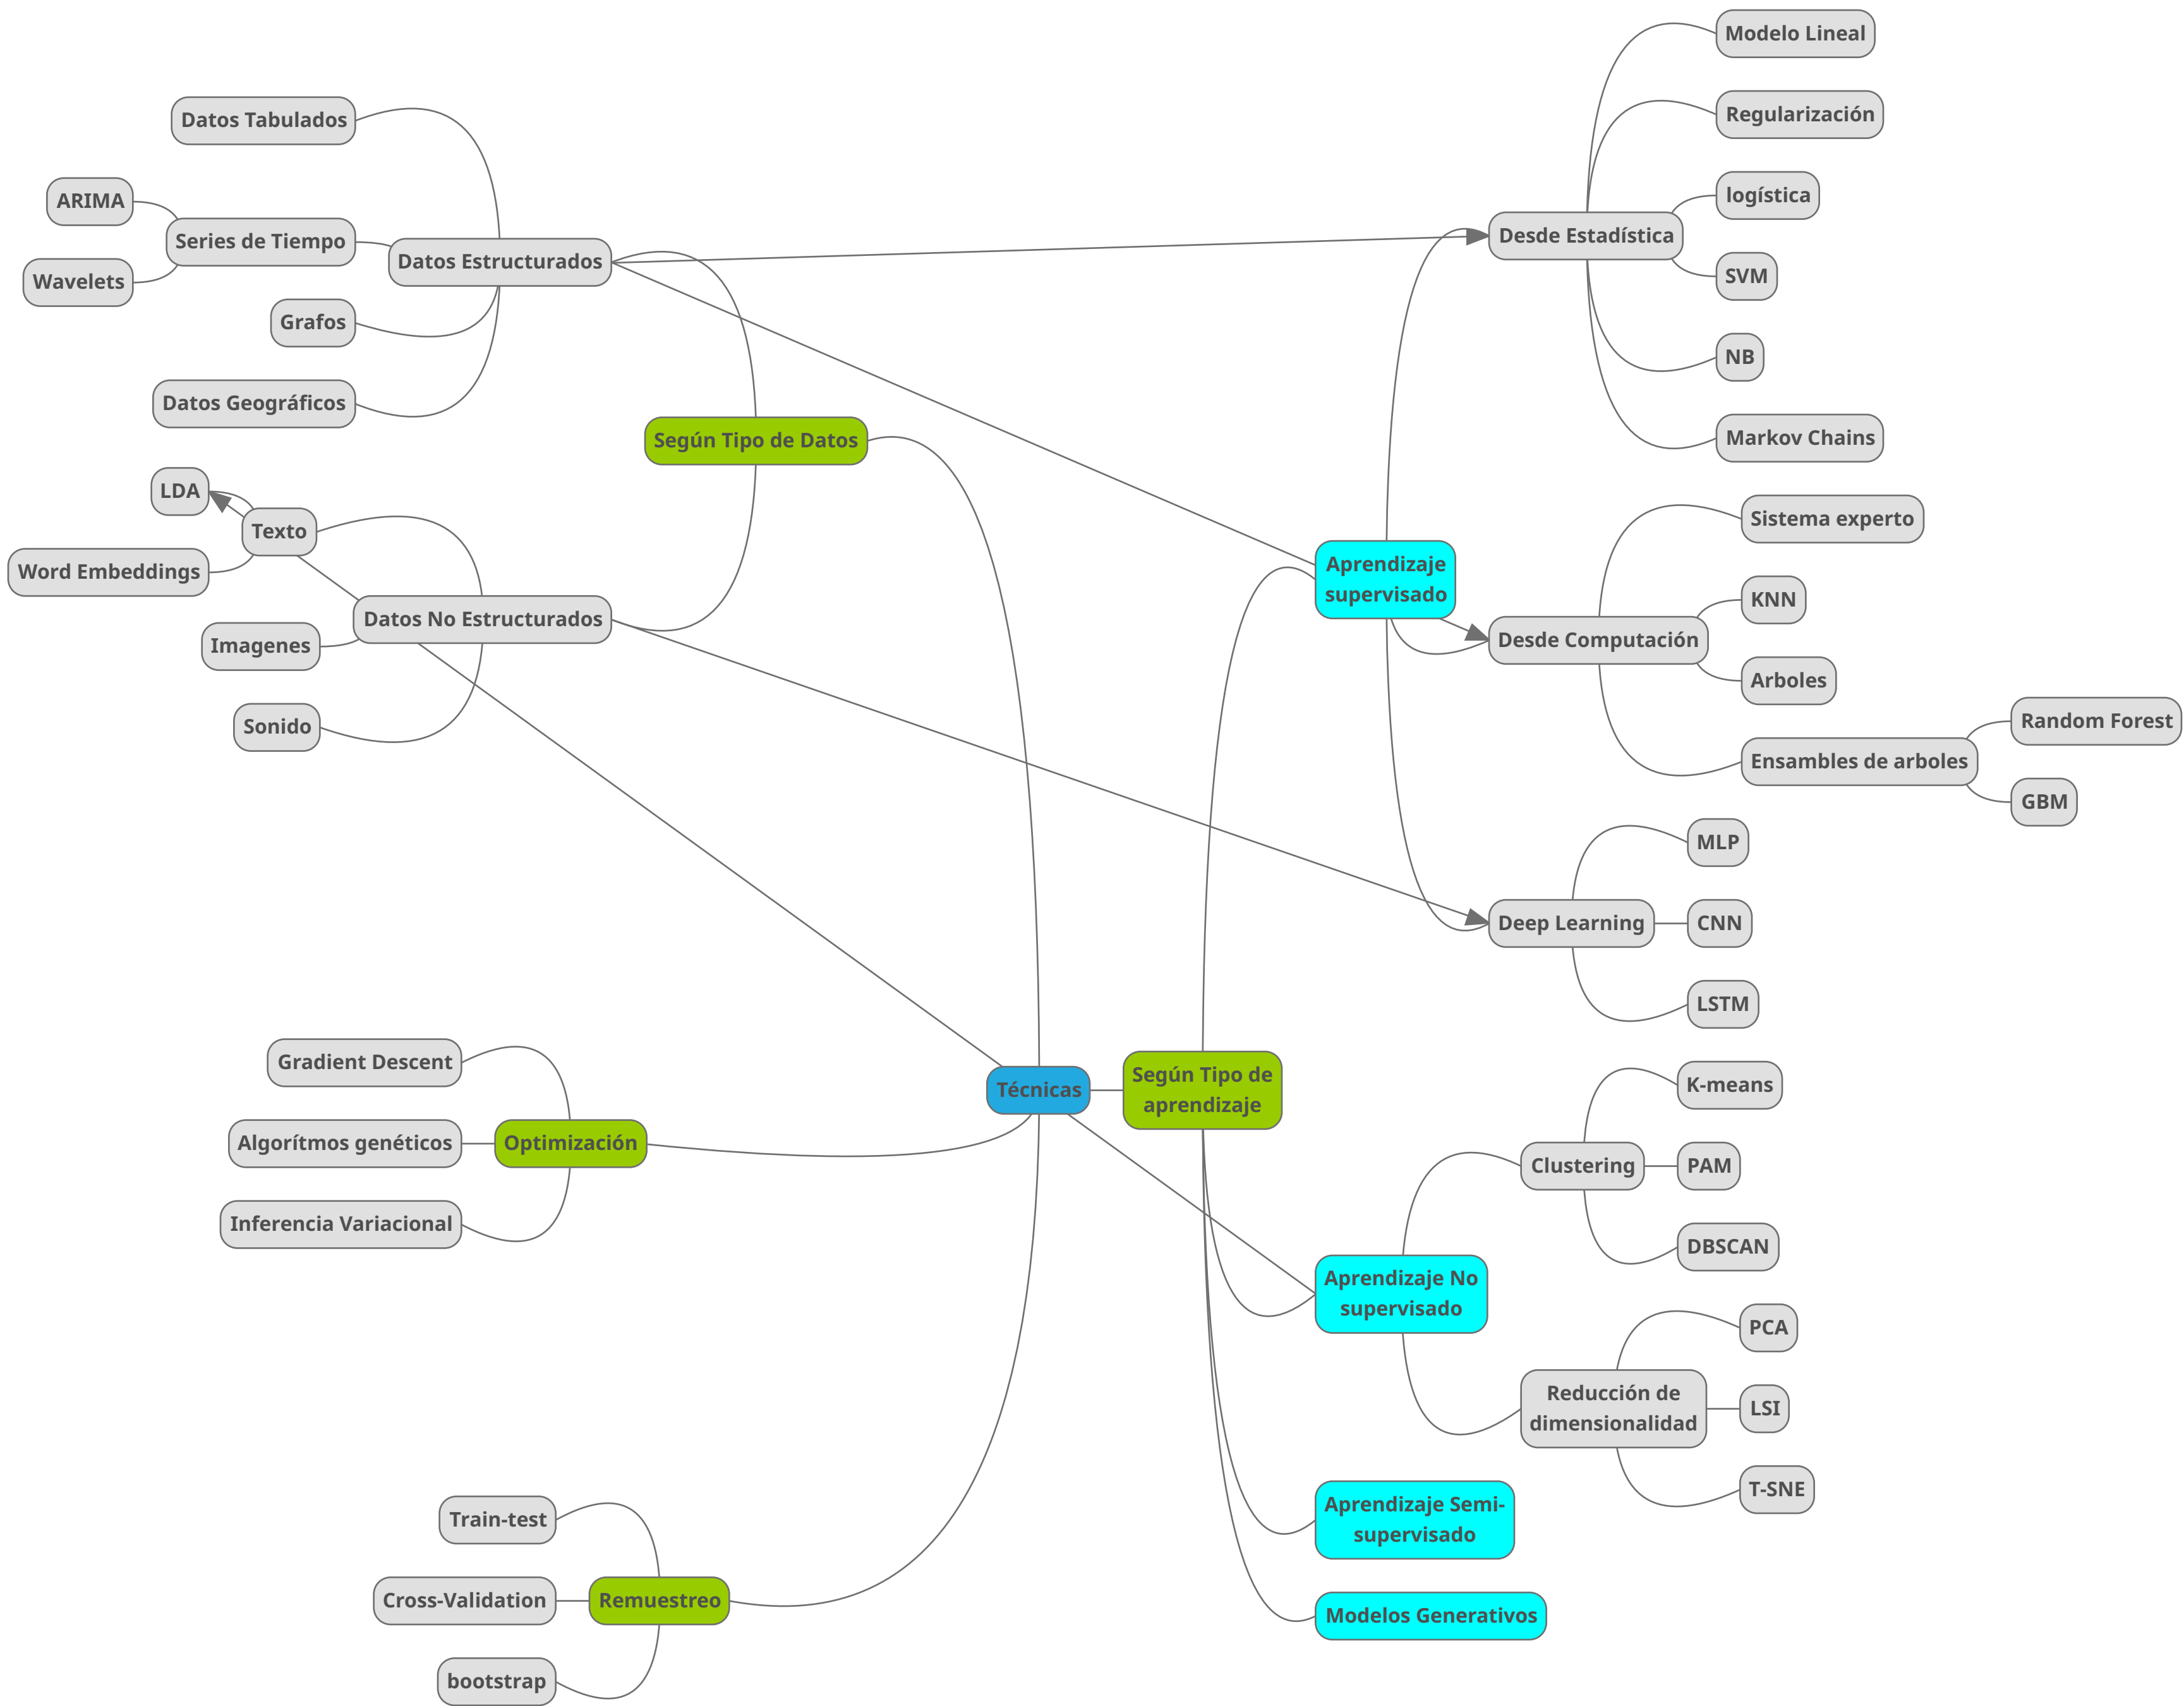 Modelo Lineal
Regularización
logística
SVM
NB
Markov Chains
Desde Estadística
Datos Tabulados
ARIMA
Series de Tiempo
Wavelets
Datos Estructurados
Grafos
Datos Geográficos
Según Tipo de Datos
LDA
Texto
Word Embeddings
Datos No Estructurados
Imagenes
Sonido
Aprendizaje
supervisado
Sistema experto
KNN
Desde Computación
Arboles
Ensambles de arboles
Random Forest
GBM
MLP
Deep Learning
CNN
LSTM
Gradient Descent
Algorítmos genéticos
Optimización
Inferencia Variacional
Técnicas
Según Tipo de
aprendizaje
K-means
Clustering
PAM
DBSCAN
Aprendizaje No
supervisado
PCA
Reducción de
dimensionalidad
LSI
T-SNE
Aprendizaje Semi-
supervisado
Modelos Generativos
Train-test
Cross-Validation
Remuestreo
bootstrap